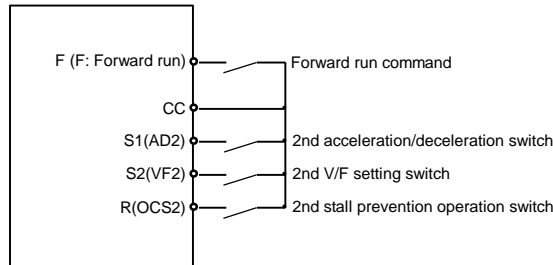 F (F: Forward run) Forward run command
CC
S1(AD2) 2nd acceleration/deceleration switch
S2(VF2) 2nd V/F setting switch
R(OCS2) 2nd stall prevention operation switch